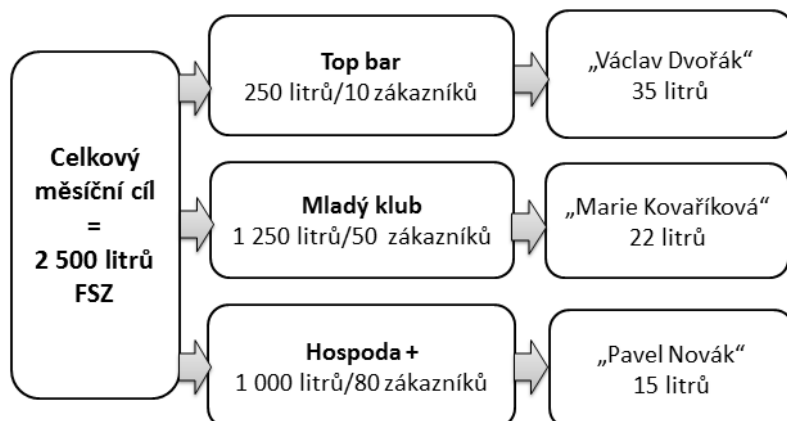 Celkový
měsíční cíl
=
2 500 litrů
FSZ
Top bar
250 litrů/10 zákazníků
„Václav Dvořák“
35 litrů
Mladý klub
1 250 litrů/50 zákazníků
„Marie Kovaříková“
22 litrů
Hospoda +
1 000 litrů/80 zákazníků
„Pavel Novák“
15 litrů